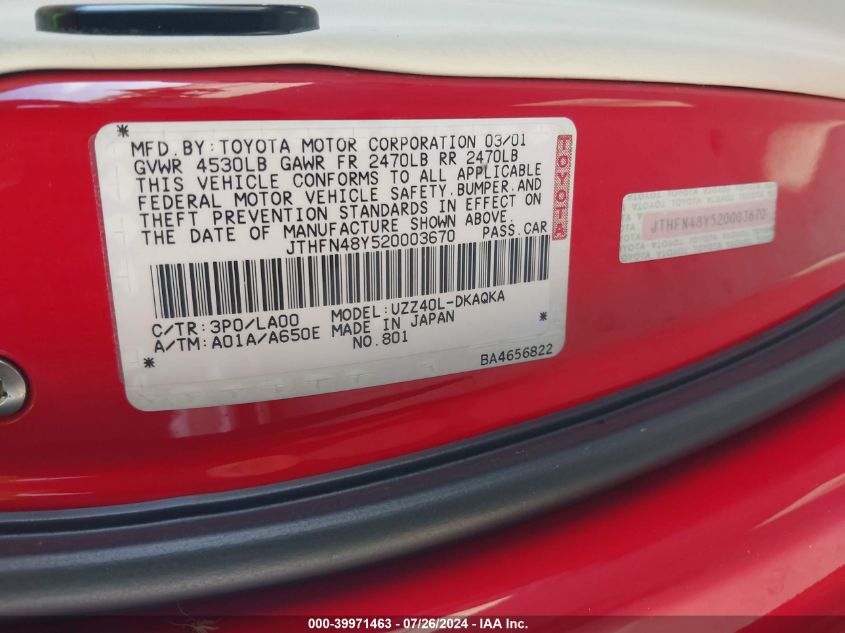 MFD. BY: TOYOTA MOTOR CORPORATION 03/01
GVWR 4530LB GAWR FR 2470LB RR 2470LB
THIS VEHICLE CONFORMS TO ALL APPLICABLE
FEDERAL MOTOR VEHICLE SAFETY, BUMPER, AND
THEFT PREVENTION STANDARDS IN EFFECT ON
THE DATE OF MANUFACTURE SHOWN ABOVE.
JTHFN48Y520003670 PASS. CAR
C/TR: 3P0/LA00 MODEL: UZZ40L-DKAQKA
A/TM: A01A/A650E MADE IN JAPAN
NO. 801
BA4656822
TOYOTA
JTHFN48Y520003670
000-39971463 - 07/26/2024 - IAA Inc.